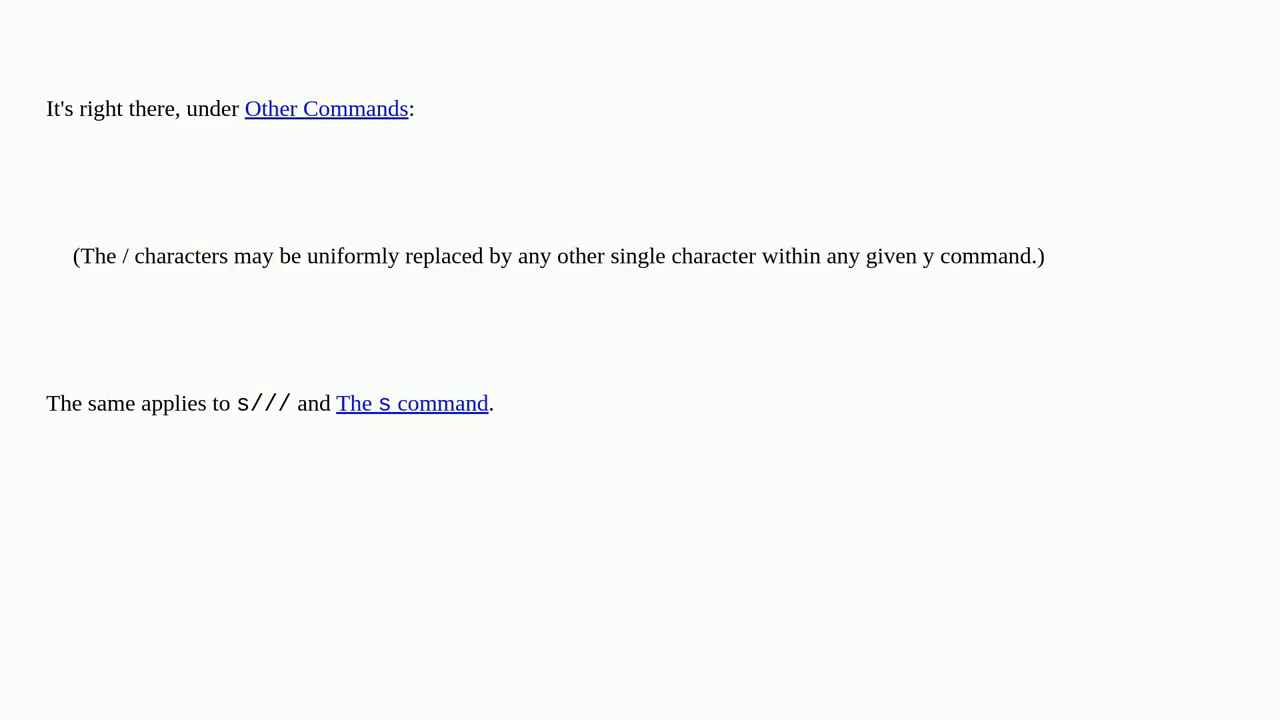 It's right there, under Other Commands:
(The / characters may be uniformly replaced by any other single character within any given y command.)
The same applies to s/// and The s command.